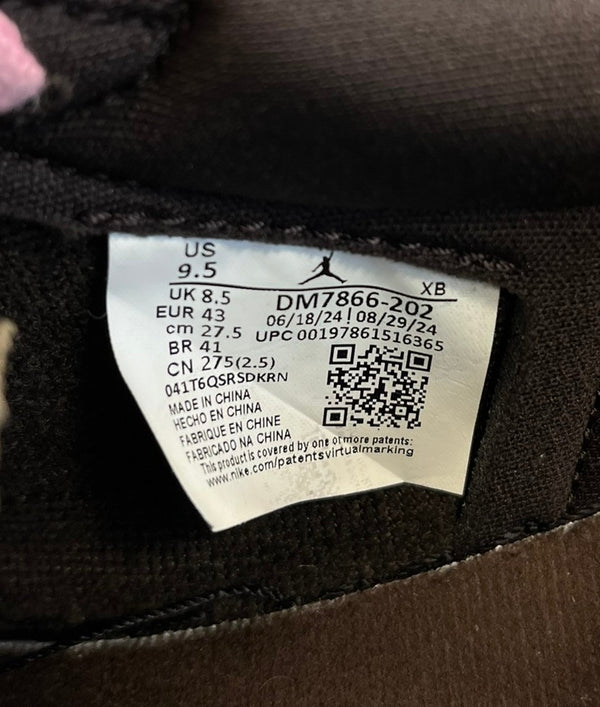 US
9.5
XB
UK 8.5
EUR 43
cm 27.5
BR 41
CN 275(2.5)
DM7866-202
06/18/24 | 08/29/24
UPC 00197861516365
041T6QSRSDKRN
MADE IN CHINA
HECHO EN CHINA
FABRIQUE EN CHINE
FABRICADO NA CHINA
This product is covered by one or more patents:
www.nike.com/patentsvirtualmarking